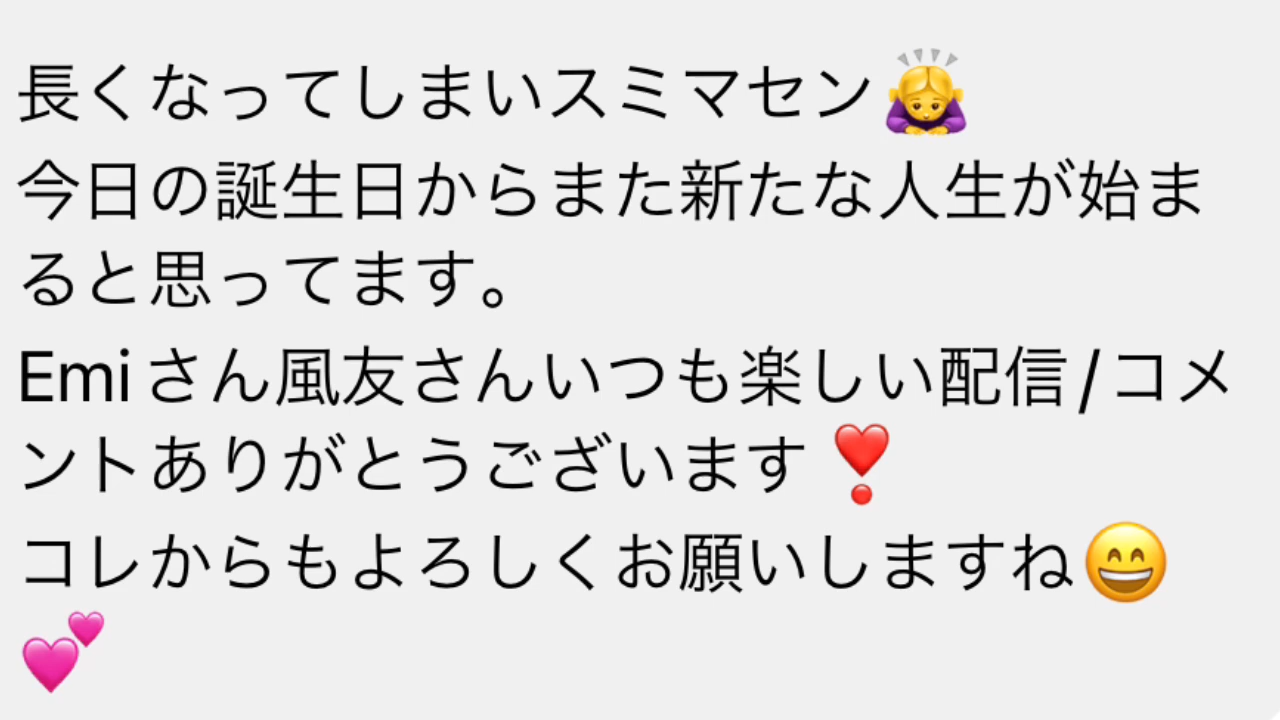 長くなってしまいスミマセン🙇‍♀️
今日の誕生日からまた新たな人生が始ま
ると思ってます。
Emiさん風友さんいつも楽しい配信/コメ
ントありがとうございます❣️
コレからもよろしくお願いしますね😄
💕